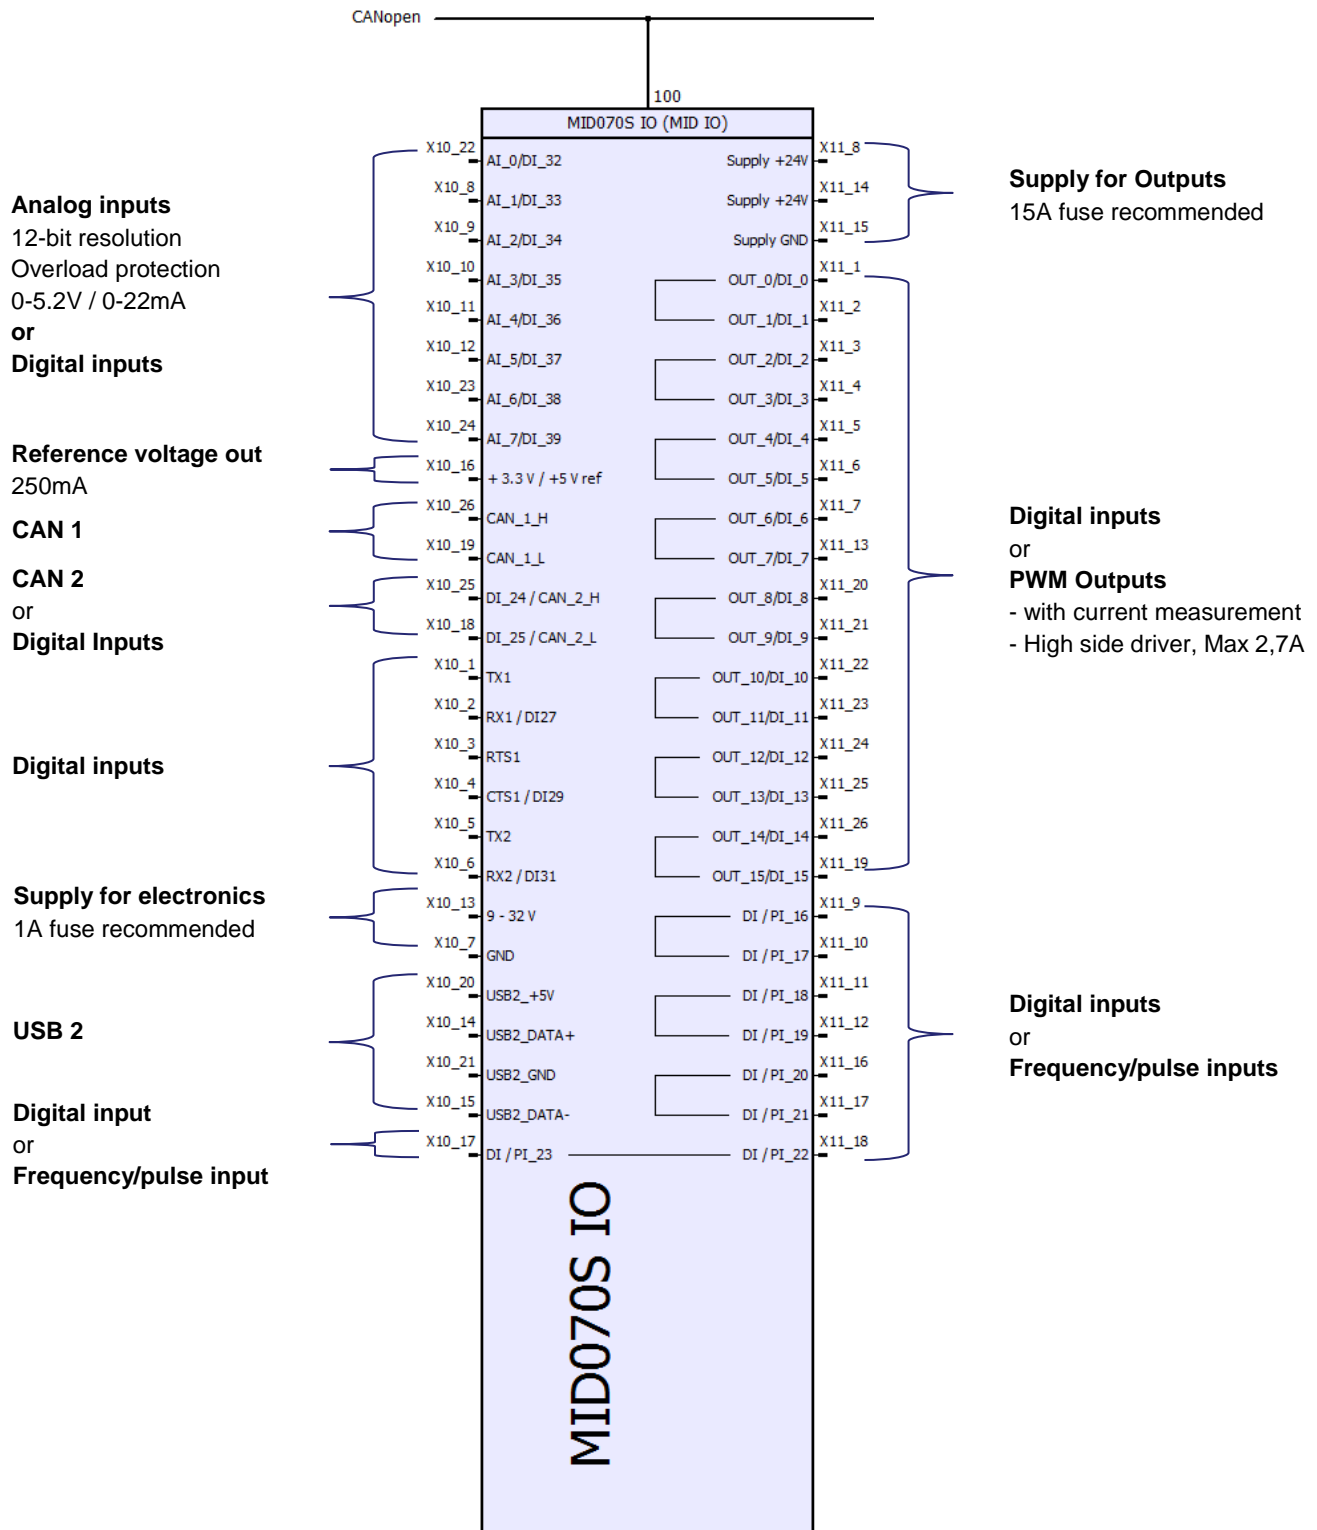 CANopen
100
MID070S IO (MID IO)
Analog inputs
12-bit resolution
Overload protection
0-5.2V / 0-22mA
or
Digital inputs
Reference voltage out
250mA
CAN 1
CAN 2
or
Digital Inputs
Digital inputs
Supply for electronics
1A fuse recommended
USB 2
Digital input
or
Frequency/pulse input
X10_22 AI_0/DI_32
X10_8 AI_1/DI_33
X10_9 AI_2/DI_34
X10_10 AI_3/DI_35
X10_11 AI_4/DI_36
X10_12 AI_5/DI_37
X10_23 AI_6/DI_38
X10_24 AI_7/DI_39
X10_16 + 3.3 V / +5 V ref
X10_26 CAN_1_H
X10_19 CAN_1_L
X10_25 DI_24 / CAN_2_H
X10_18 DI_25 / CAN_2_L
X10_1 TX1
X10_2 RX1 / DI27
X10_3 RTS1
X10_4 CTS1 / DI29
X10_5 TX2
X10_6 RX2 / DI31
X10_13 9 - 32 V
X10_7 GND
X10_20 USB2_+5V
X10_14 USB2_DATA+
X10_21 USB2_GND
X10_15 USB2_DATA-
X10_17 DI / PI_23
Supply +24V X11_8
Supply +24V X11_14
Supply GND X11_15
OUT_0/DI_0 X11_1
OUT_1/DI_1 X11_2
OUT_2/DI_2 X11_3
OUT_3/DI_3 X11_4
OUT_4/DI_4 X11_5
OUT_5/DI_5 X11_6
OUT_6/DI_6 X11_7
OUT_7/DI_7 X11_13
OUT_8/DI_8 X11_20
OUT_9/DI_9 X11_21
OUT_10/DI_10 X11_22
OUT_11/DI_11 X11_23
OUT_12/DI_12 X11_24
OUT_13/DI_13 X11_25
OUT_14/DI_14 X11_26
OUT_15/DI_15 X11_19
DI / PI_16 X11_9
DI / PI_17 X11_10
DI / PI_18 X11_11
DI / PI_19 X11_12
DI / PI_20 X11_16
DI / PI_21 X11_17
DI / PI_22 X11_18
Supply for Outputs
15A fuse recommended
Digital inputs
or
PWM Outputs
- with current measurement
- High side driver, Max 2,7A
Digital inputs
or
Frequency/pulse inputs
MID070S IO